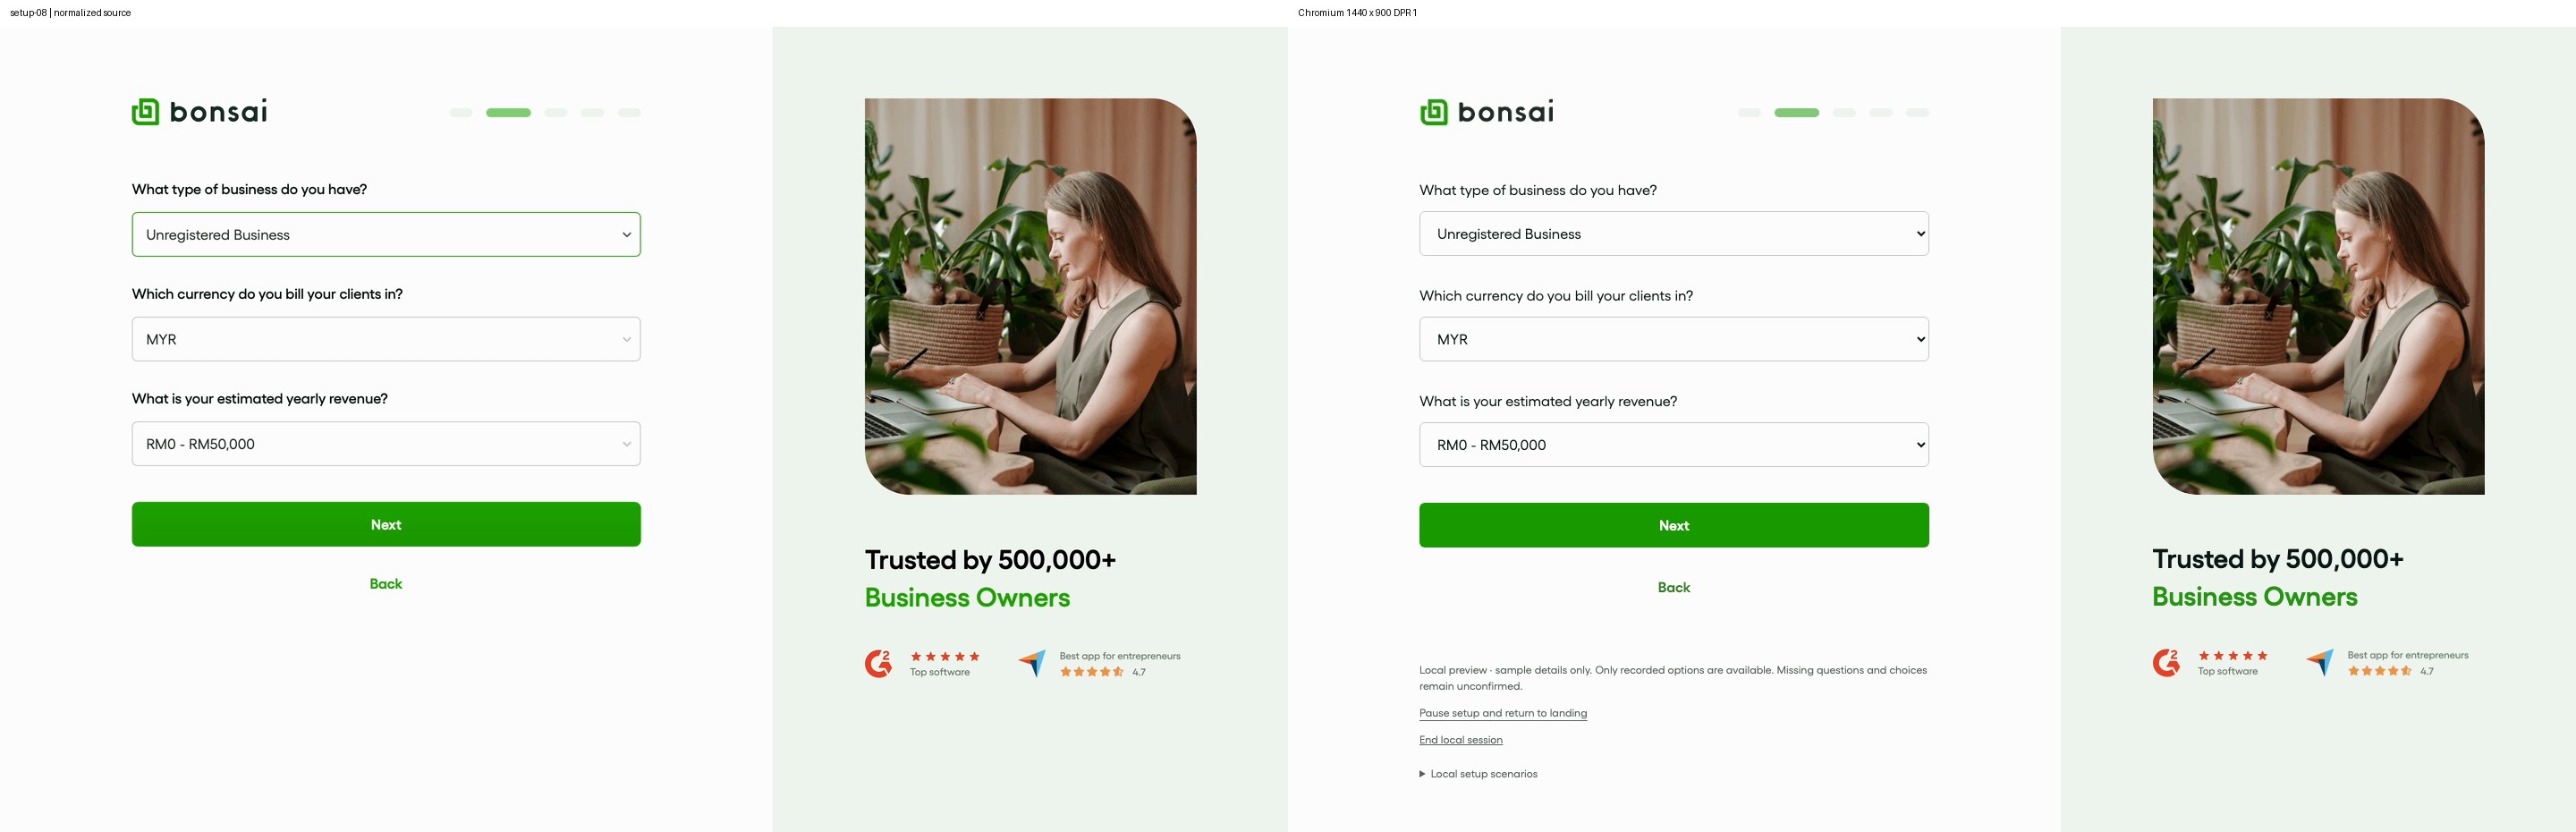 setup-08 | normalized source
bonsai
What type of business do you have?
Unregistered Business
Which currency do you bill your clients in?
MYR
What is your estimated yearly revenue?
RM0 - RM50,000
Next
Back
Trusted by 500,000+
Business Owners
G2
Top software
Best app for entrepreneurs
4.7
Chromium 1440 x 900 DPR 1
bonsai
What type of business do you have?
Unregistered Business
Which currency do you bill your clients in?
MYR
What is your estimated yearly revenue?
RM0 - RM50,000
Next
Back
Local preview · sample details only. Only recorded options are available. Missing questions and choices
remain unconfirmed.
Pause setup and return to landing
End local session
Local setup scenarios
Trusted by 500,000+
Business Owners
G2
Top software
Best app for entrepreneurs
4.7